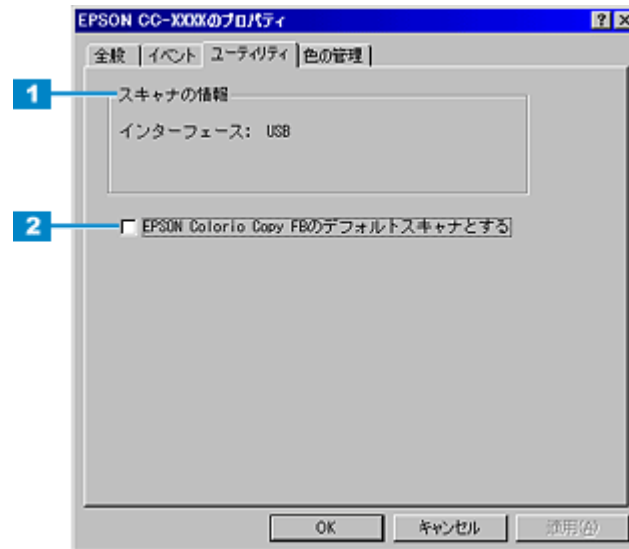 EPSON CC-XXXXのプロパティ
全般 イベント ユーティリティ 色の管理
1
スキャナの情報
インターフェース: USB
2
EPSON Colorio Copy FBのデフォルトスキャナとする
OK キャンセル 適用(A)